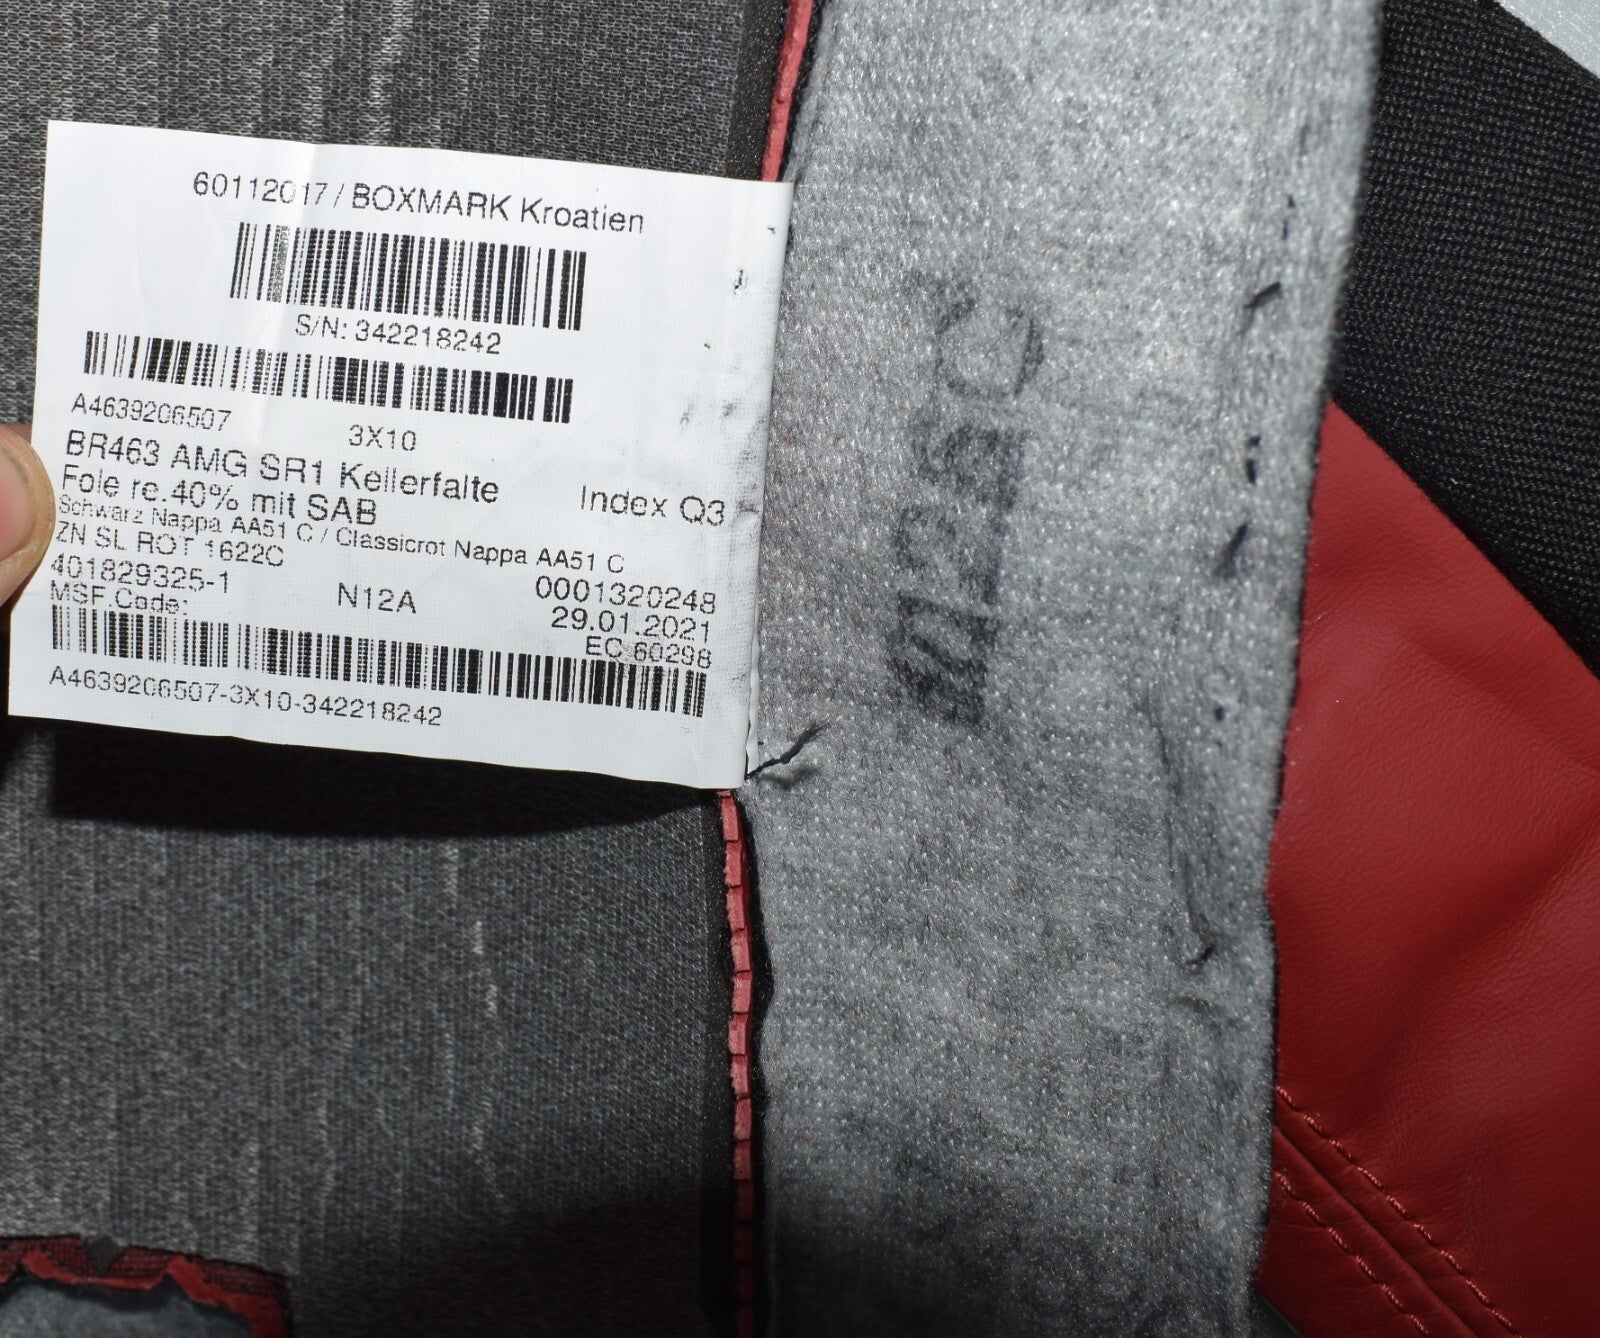 60112017 / BOXMARK Kroatien
S/N: 342218242
A4639206507
3X10
BR463 AMG SR1 Kellerfalte
Fole re.40% mit SAB
Index Q3
Schwarz Nappa AA51 C / Classicrot Nappa AA51 C
ZN SL ROT 1622C
401829325-1
N12A
0001320248
MSF.Code:
29.01.2021
EC 60298
A4639206507-3X10-342218242